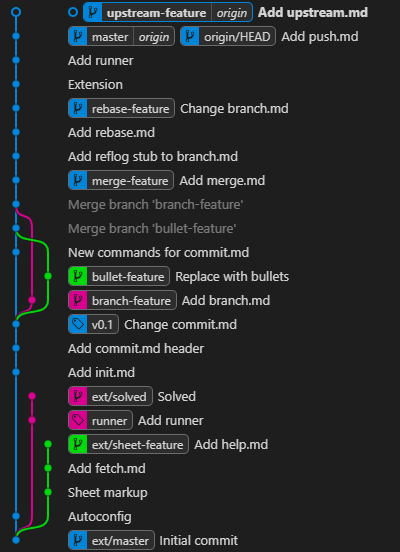 upstream-feature origin Add upstream.md
master origin origin/HEAD Add push.md
Add runner
Extension
rebase-feature Change branch.md
Add rebase.md
Add reflog stub to branch.md
merge-feature Add merge.md
Merge branch 'branch-feature'
Merge branch 'bullet-feature'
New commands for commit.md
bullet-feature Replace with bullets
branch-feature Add branch.md
v0.1 Change commit.md
Add commit.md header
Add init.md
ext/solved Solved
runner Add runner
ext/sheet-feature Add help.md
Add fetch.md
Sheet markup
Autoconfig
ext/master Initial commit